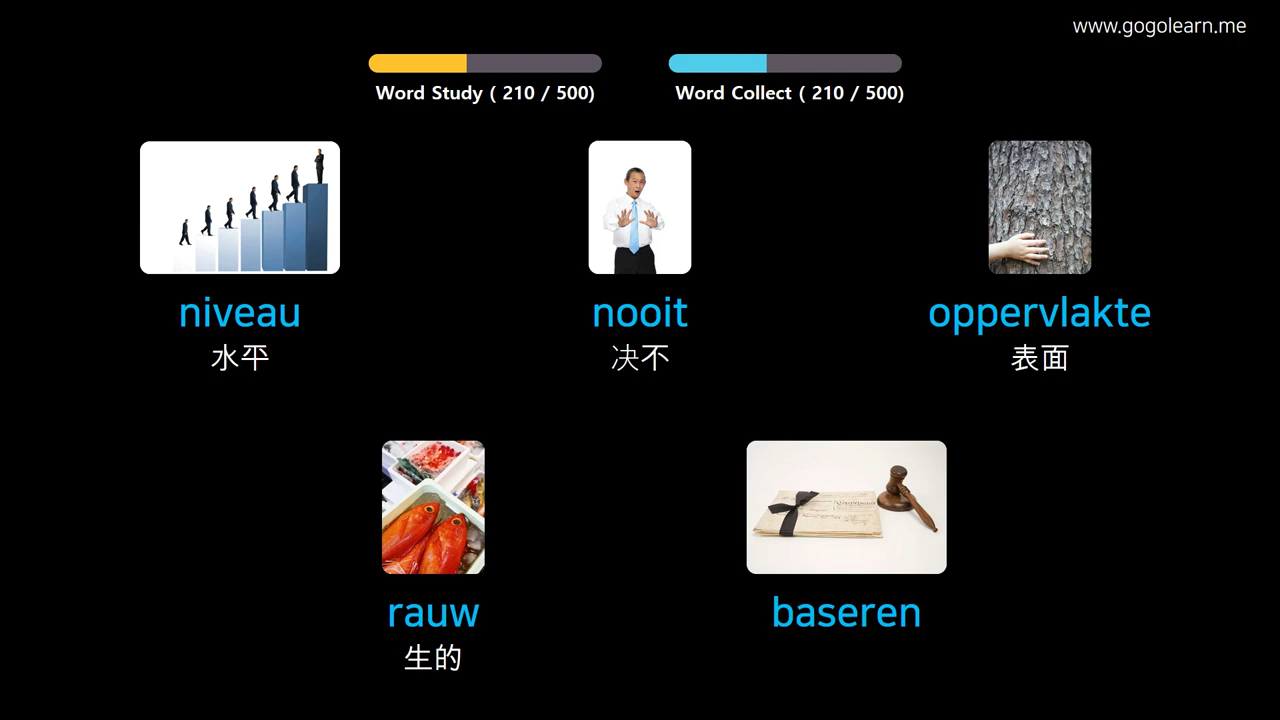 www.gogolearn.me
Word Study ( 210 / 500)
Word Collect ( 210 / 500)
niveau
水平
nooit
决不
oppervlakte
表面
rauw
生的
baseren